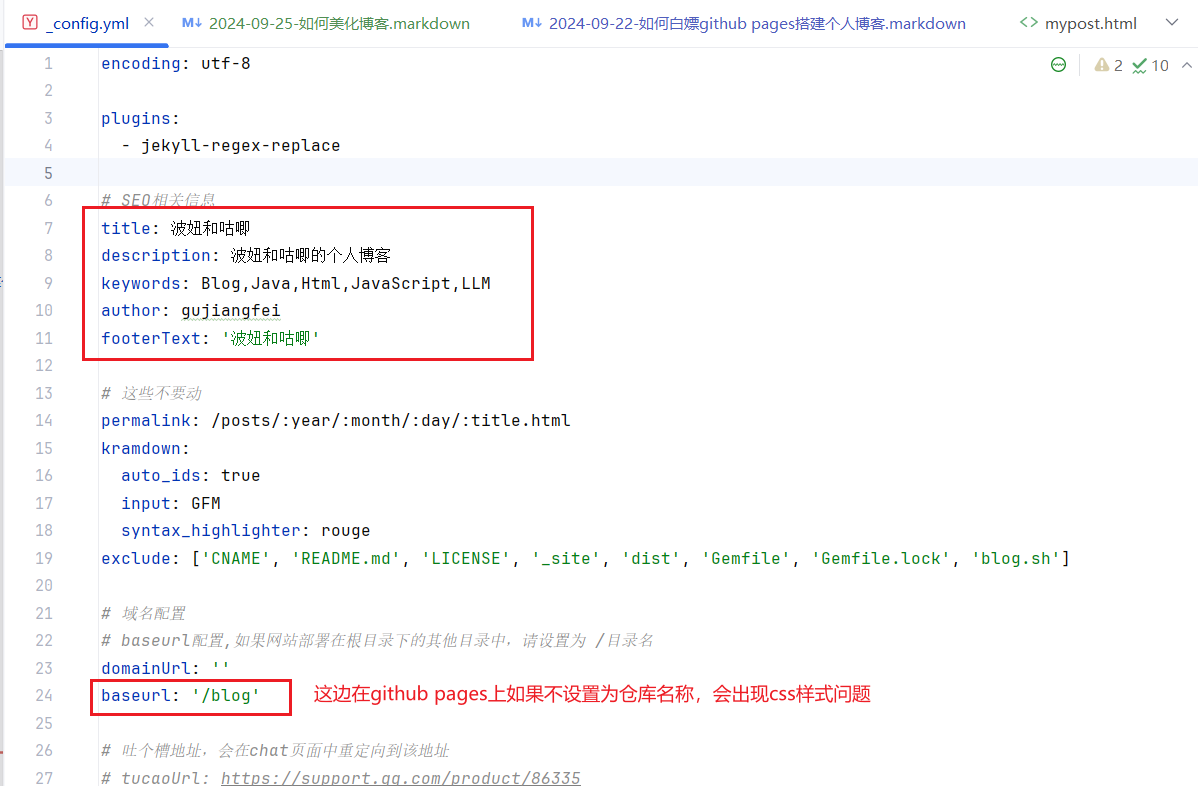 _config.yml
2024-09-25-如何美化博客.markdown
2024-09-22-如何白嫖github pages搭建个人博客.markdown
mypost.html
1 encoding: utf-8
2 10
2
3 plugins:
4 - jekyll-regex-replace
5
6 # SEO相关信息
7 title: 波妞和咕唧
8 description: 波妞和咕唧的个人博客
9 keywords: Blog,Java,Html,JavaScript,LLM
10 author: gujiangfei
11 footerText: '波妞和咕唧'
12
13 # 这些不要动
14 permalink: /posts/:year/:month/:day/:title.html
15 kramdown:
16 auto_ids: true
17 input: GFM
18 syntax_highlighter: rouge
19 exclude: ['CNAME', 'README.md', 'LICENSE', '_site', 'dist', 'Gemfile', 'Gemfile.lock', 'blog.sh']
20
21 # 域名配置
22 # baseurl配置,如果网站部署在根目录下的其他目录中，请设置为 /目录名
23 domainUrl: ''
24 baseurl: '/blog'
这边在github pages上如果不设置为仓库名称，会出现css样式问题
25
26 # 吐个槽地址，会在chat页面中重定向到该地址
27 # tucaoUrl: https://support.qq.com/product/86335